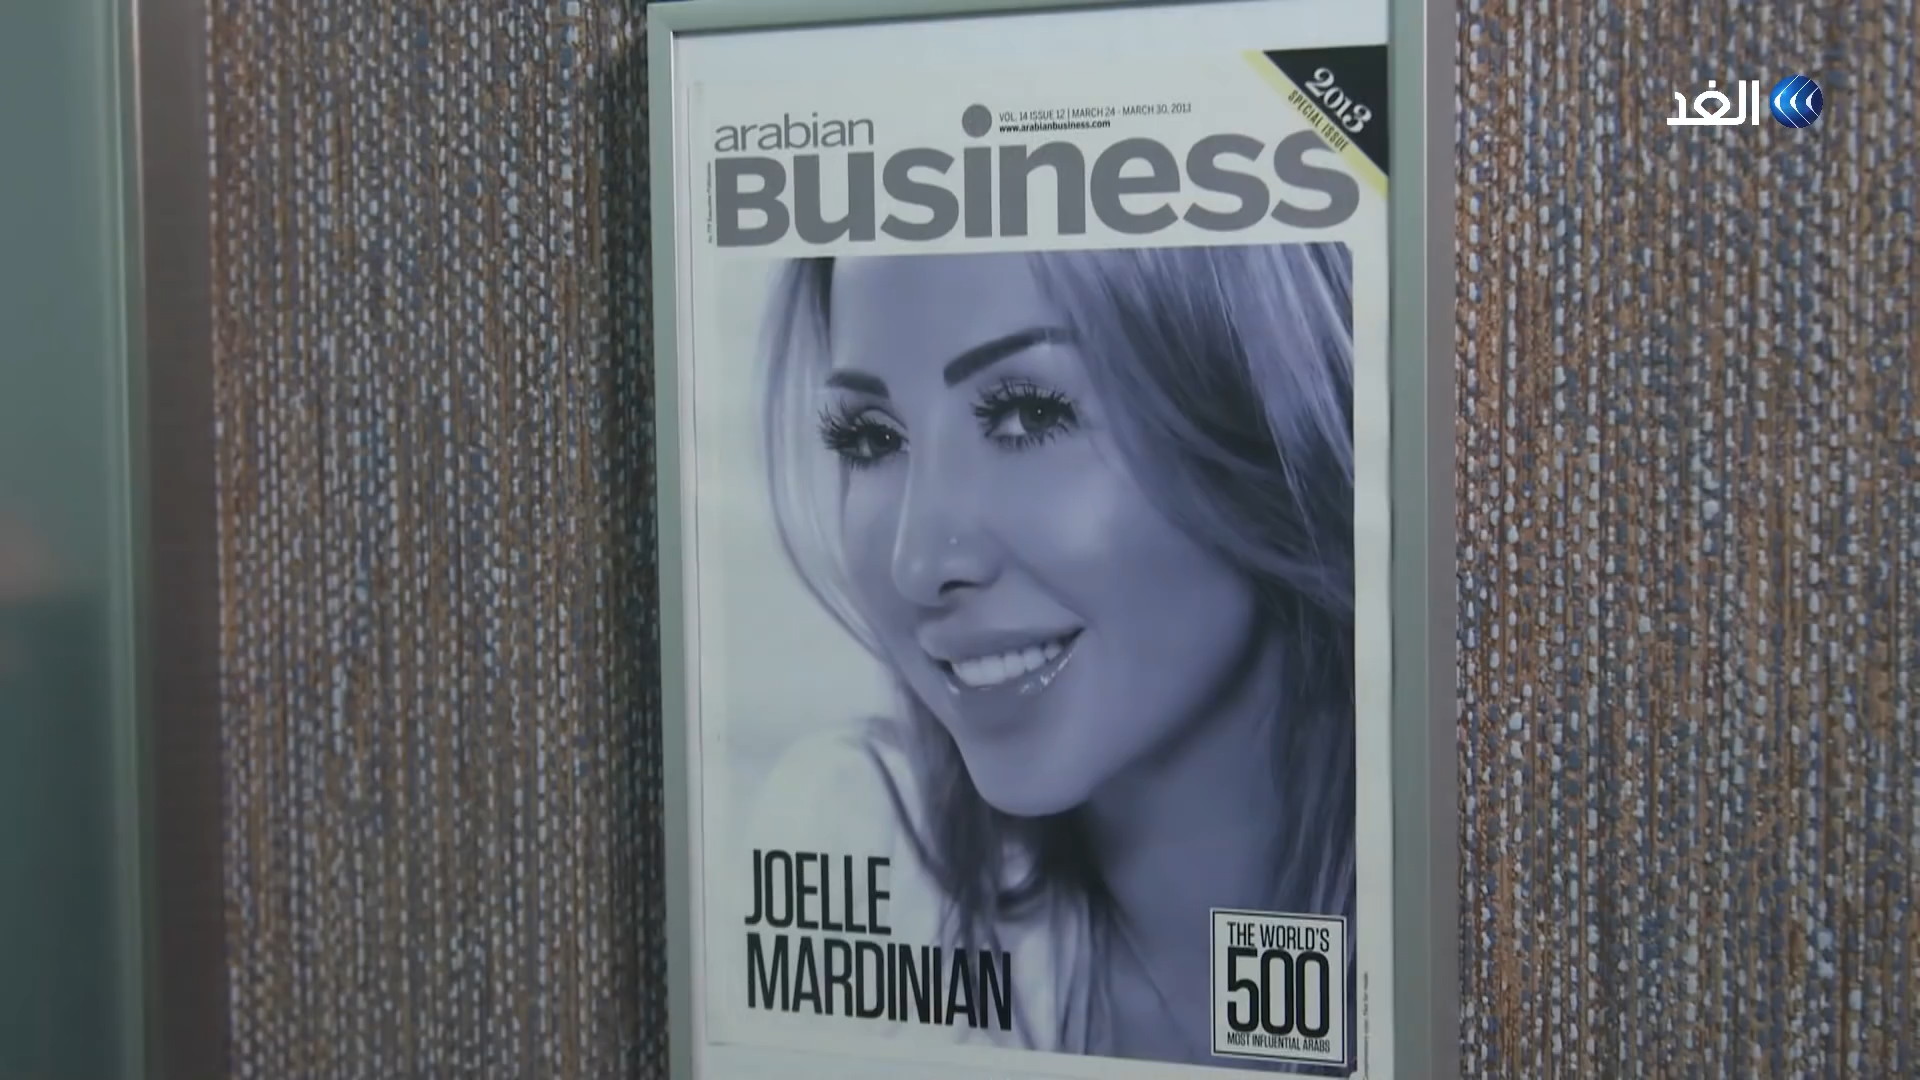 الغد
2013
SPECIAL ISSUE
VOL. 14 ISSUE 12 | MARCH 24 - MARCH 30, 2013
www.arabianbusiness.com
arabian
BUSINESS
JOELLE
MARDINIAN
THE WORLD'S
500
MOST INFLUENTIAL ARABS